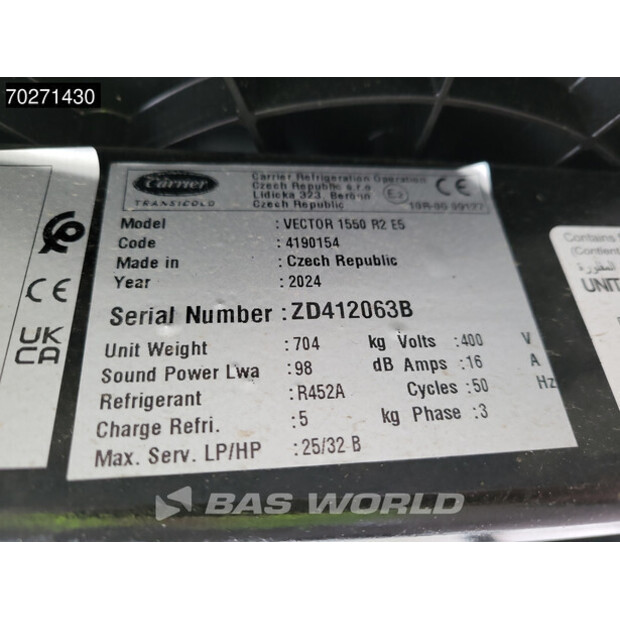 70271430
Carrier
TRANSICOLD
Carrier Refrigeration Operation
Czech Republic s.r.o
Lidicka 323, Beroun
Czech Republic
CE
Model : VECTOR 1550 R2 E5
Code : 4190154
Made in : Czech Republic
Year : 2024
Serial Number : ZD412063B
Unit Weight : 704 kg Volts : 400 V
Sound Power Lwa : 98 dB Amps : 16 A
Refrigerant : R452A Cycles : 50 Hz
Charge Refri. : 5 kg Phase : 3
Max. Serv. LP/HP : 25/32 B
CE
UK
CA
Contains
(Contient
UNIT
BAS WORLD